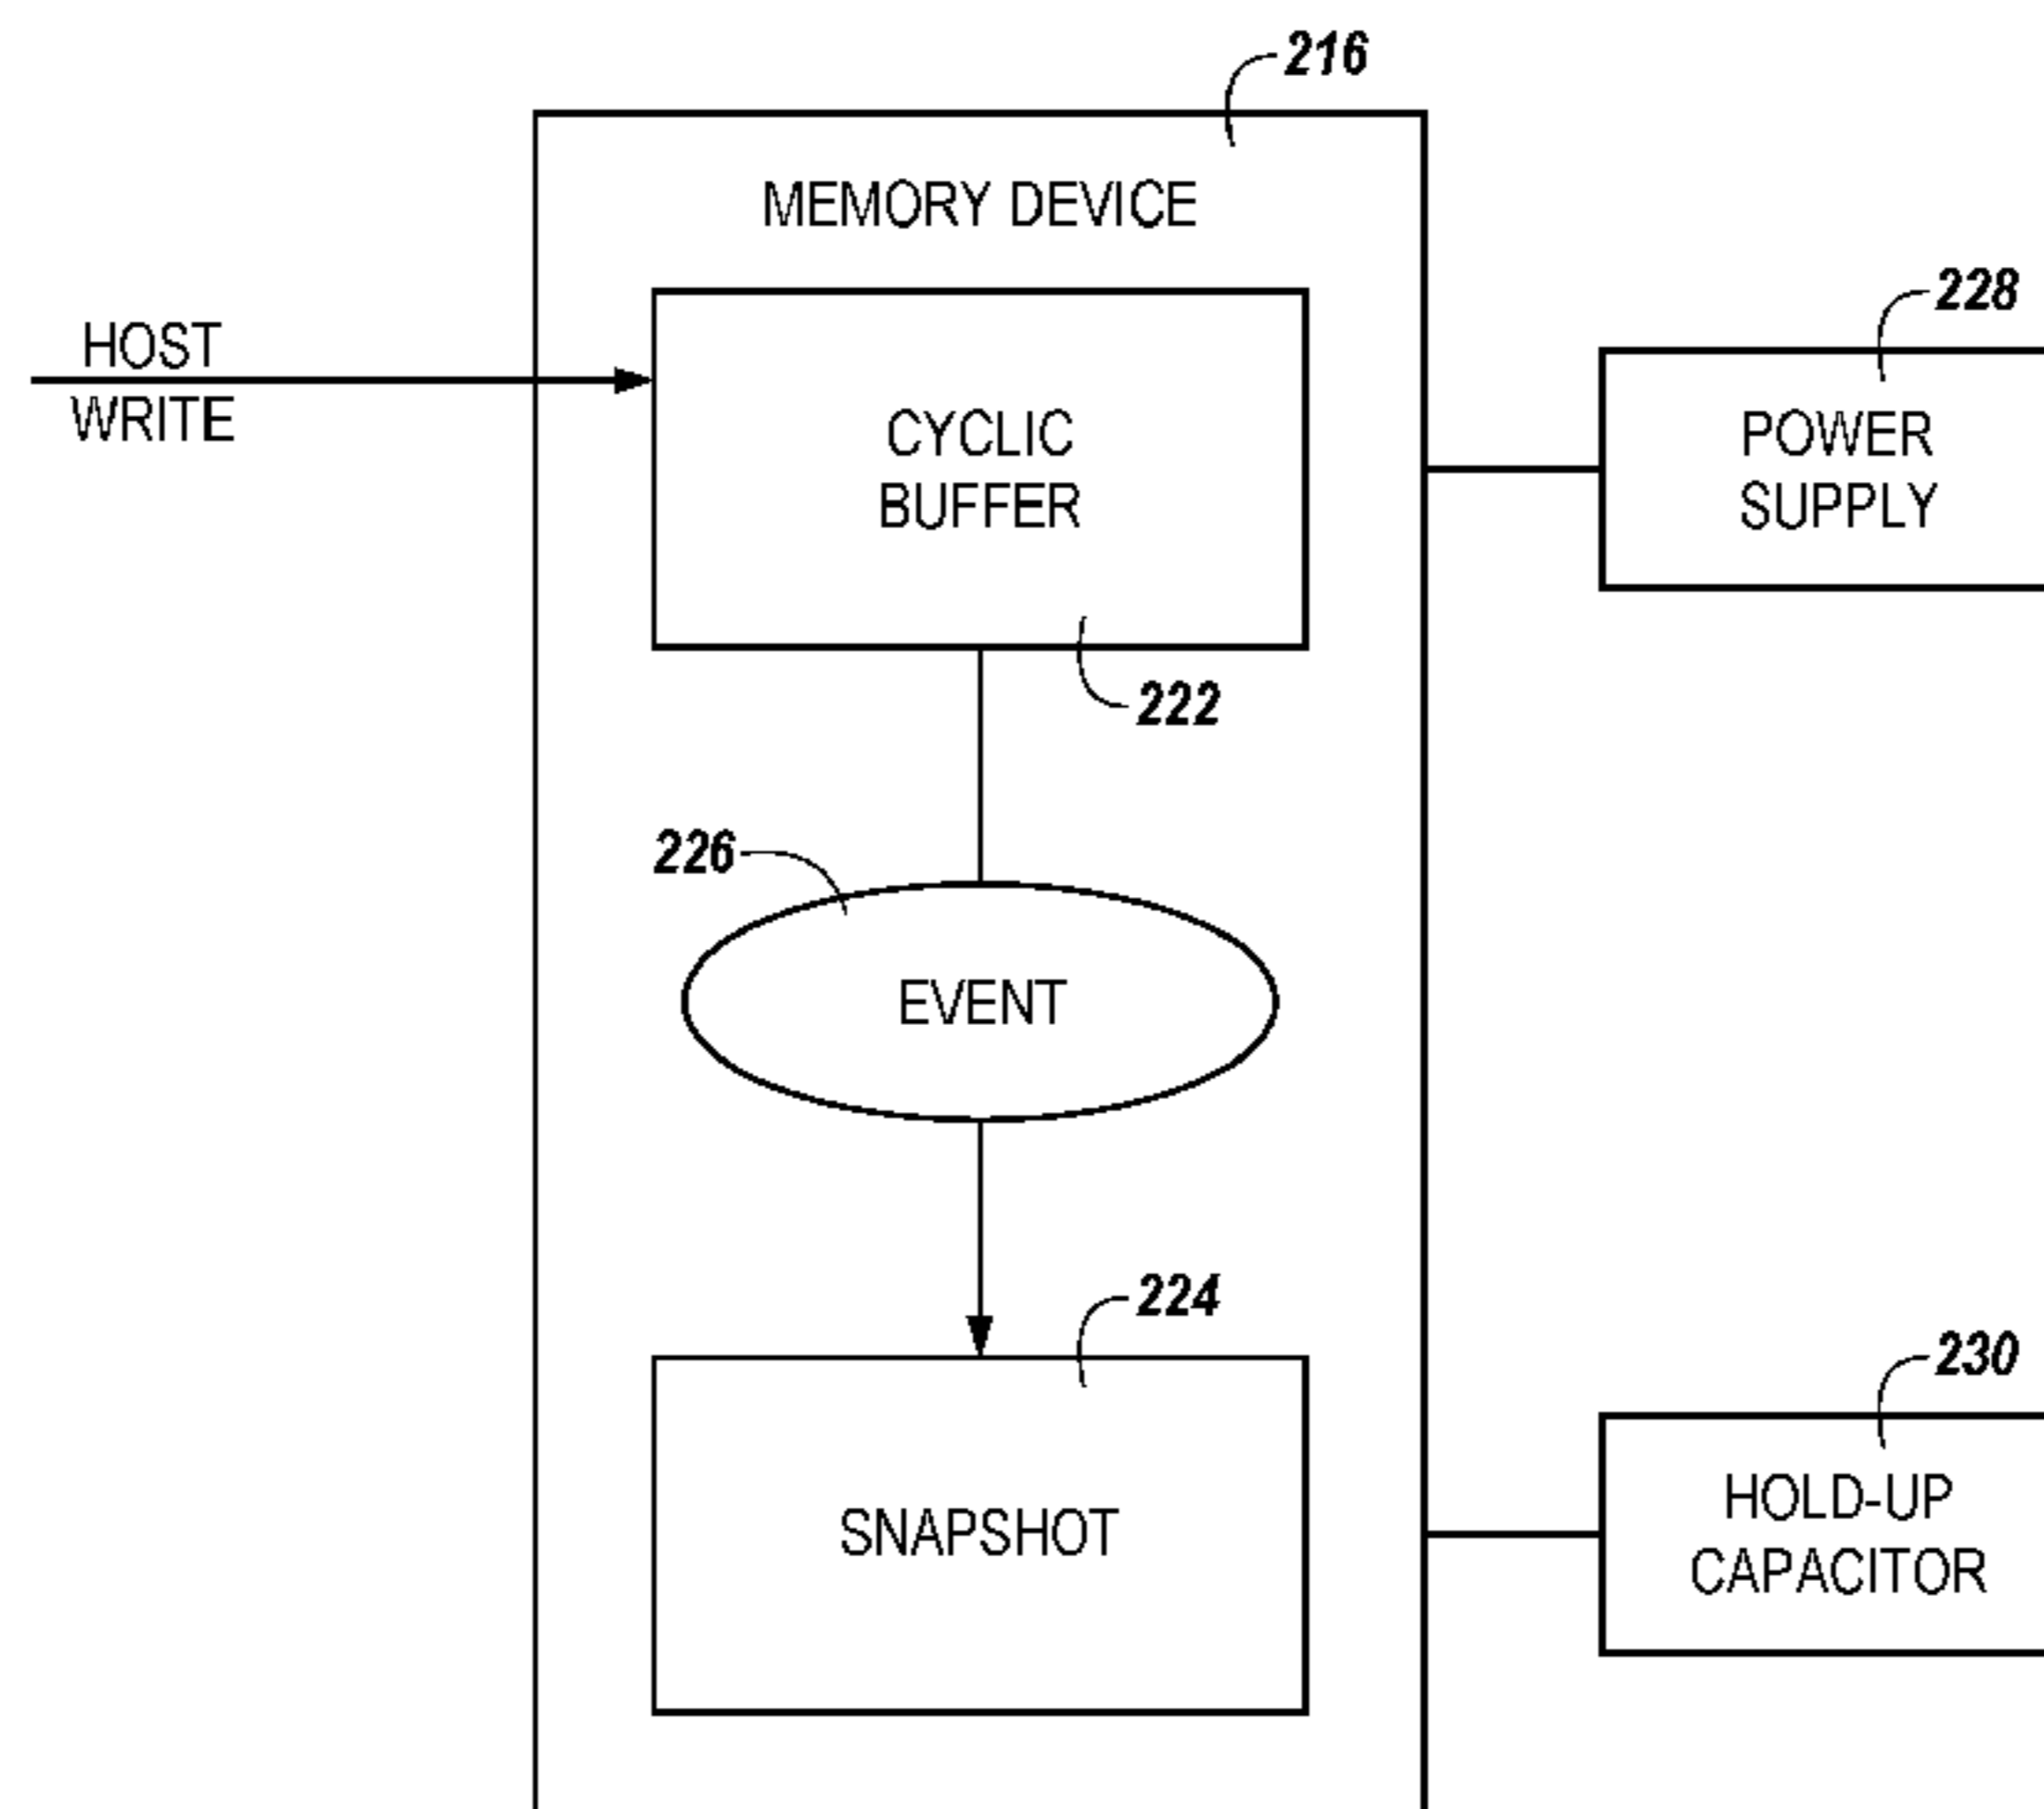 216
MEMORY DEVICE
HOST
WRITE
CYCLIC
BUFFER
222
228
POWER
SUPPLY
226
EVENT
224
SNAPSHOT
230
HOLD-UP
CAPACITOR